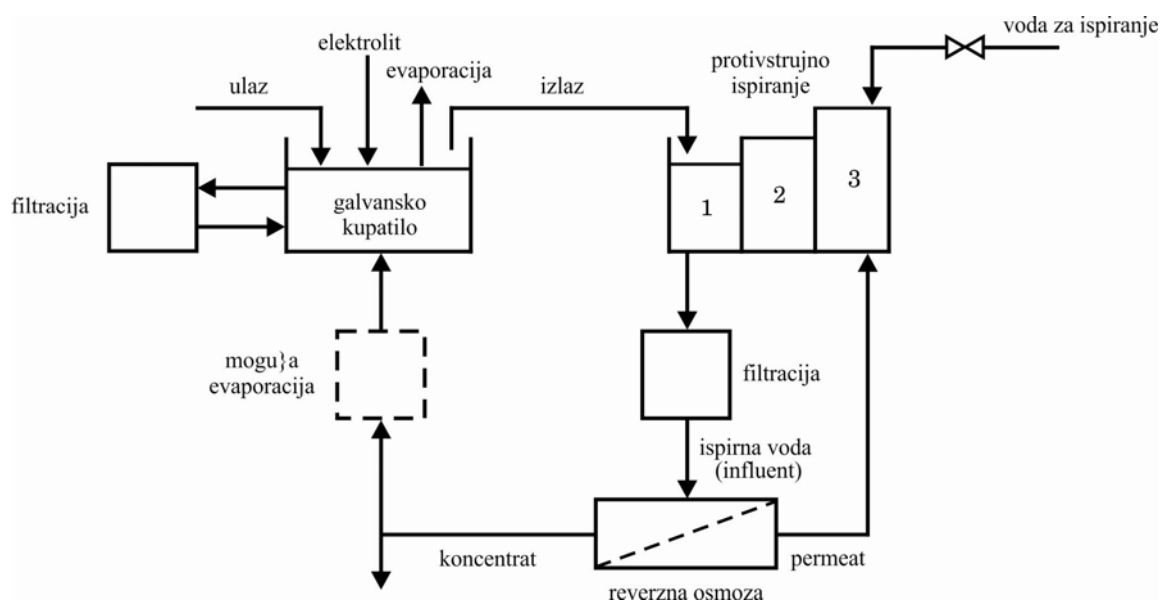 voda za ispiranje
elektrolit
protivstrujno
ispiranje
evaporacija
ulaz
izlaz
filtracija
galvansko
kupatilo
1
2
3
mogu}a
evaporacija
filtracija
ispirna voda
(influent)
koncentrat
permeat
reverzna osmoza